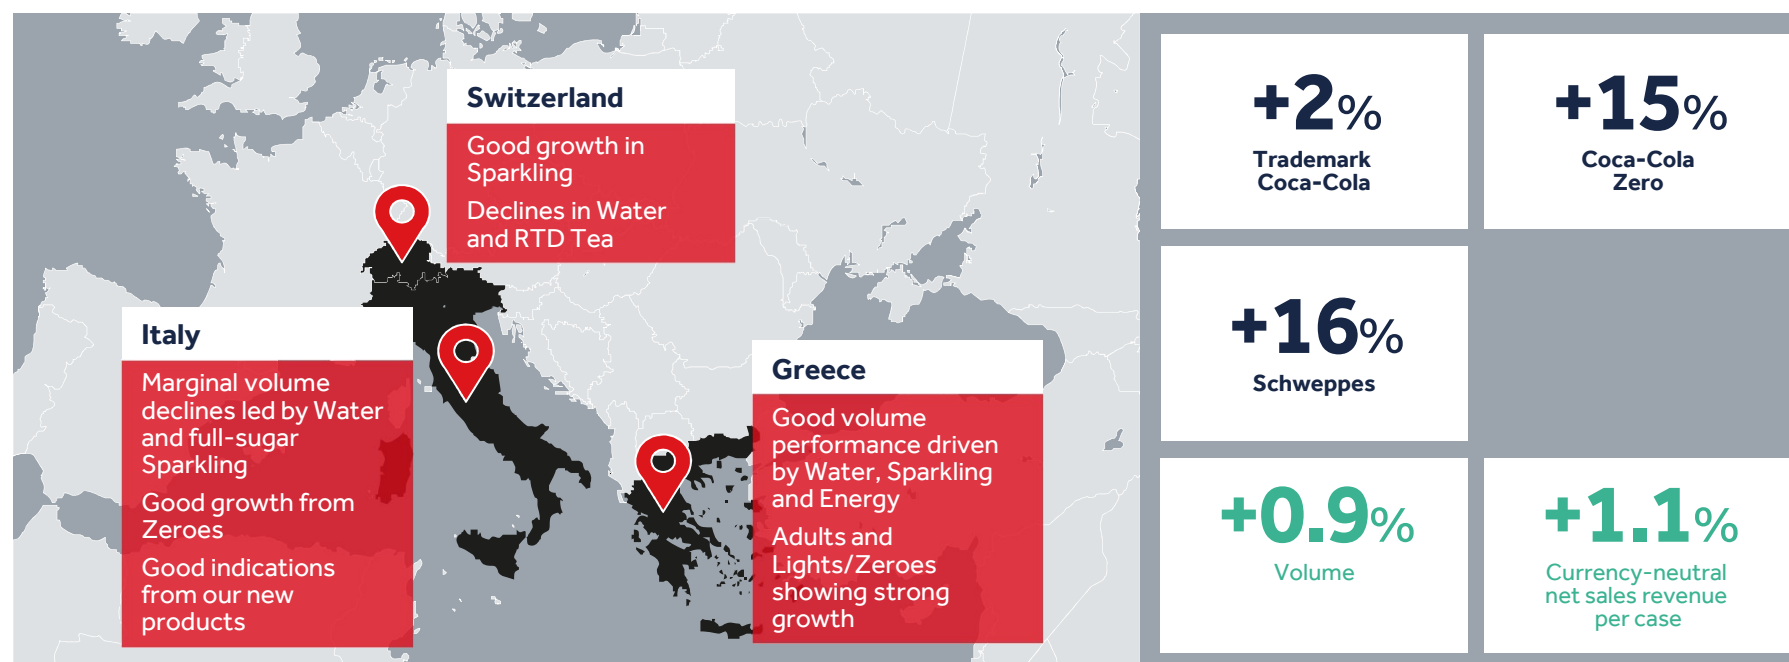 Switzerland
Good growth in
Sparkling
Declines in Water
and RTD Tea
Italy
Marginal volume
declines led by Water
and full-sugar
Sparkling
Good growth from
Zeroes
Good indications
from our new
products
Greece
Good volume
performance driven
by Water, Sparkling
and Energy
Adults and
Lights/Zeroes
showing strong
growth
+2%
Trademark
Coca-Cola
+15%
Coca-Cola
Zero
+16%
Schweppes
+0.9%
Volume
+1.1%
Currency-neutral
net sales revenue
per case